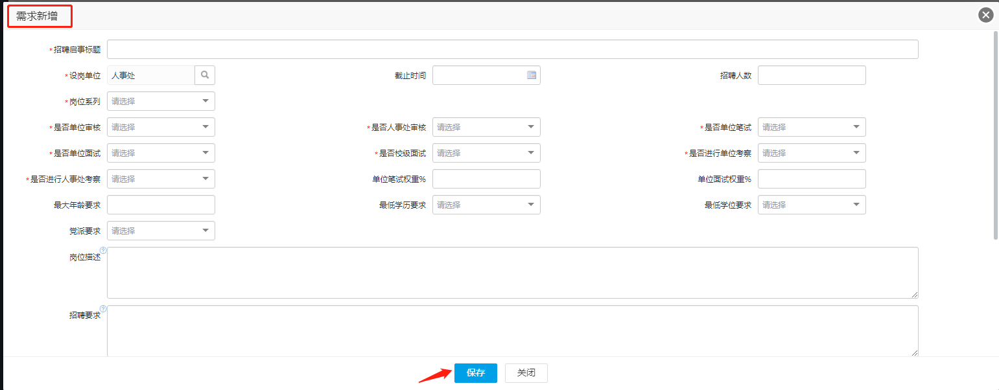 需求新增
*招聘启事标题
*设岗单位 人事处 截止时间 招聘人数
*岗位系列 请选择
*是否单位审核 请选择 *是否人事处审核 请选择 *是否单位笔试 请选择
*是否单位面试 请选择 *是否校级面试 请选择 *是否进行单位考察 请选择
*是否进行人事处考察 请选择 单位笔试权重% 单位面试权重%
最大年龄要求 最低学历要求 请选择 最低学位要求 请选择
党派要求 请选择
岗位描述 ?
招聘要求 ?
保存 关闭